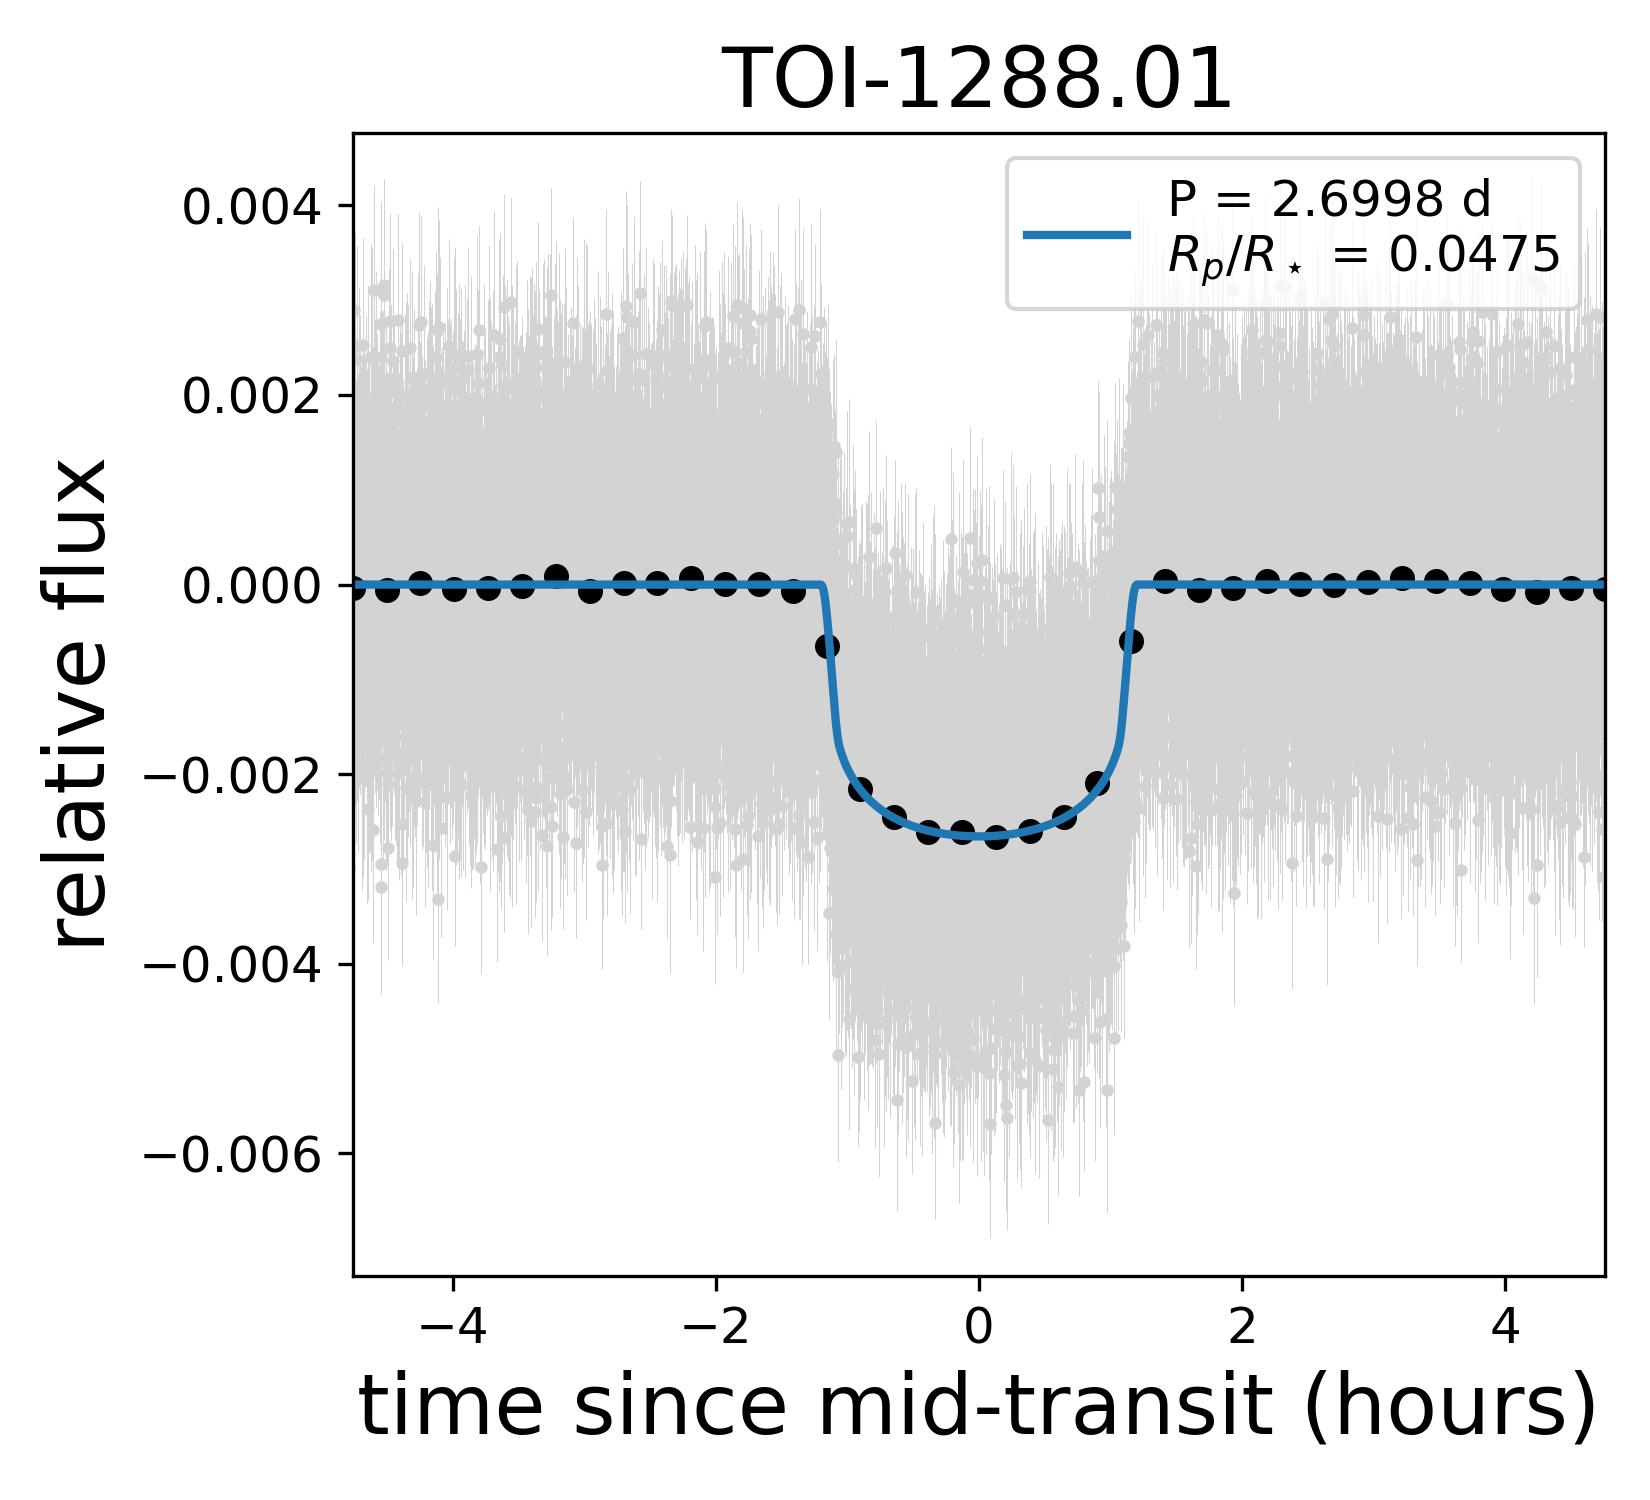 TOI-1288.01
P = 2.6998 d
Rp/R⋆ = 0.0475
0.004
0.002
0.000
−0.002
−0.004
−0.006
relative flux
−4
−2
0
2
4
time since mid-transit (hours)